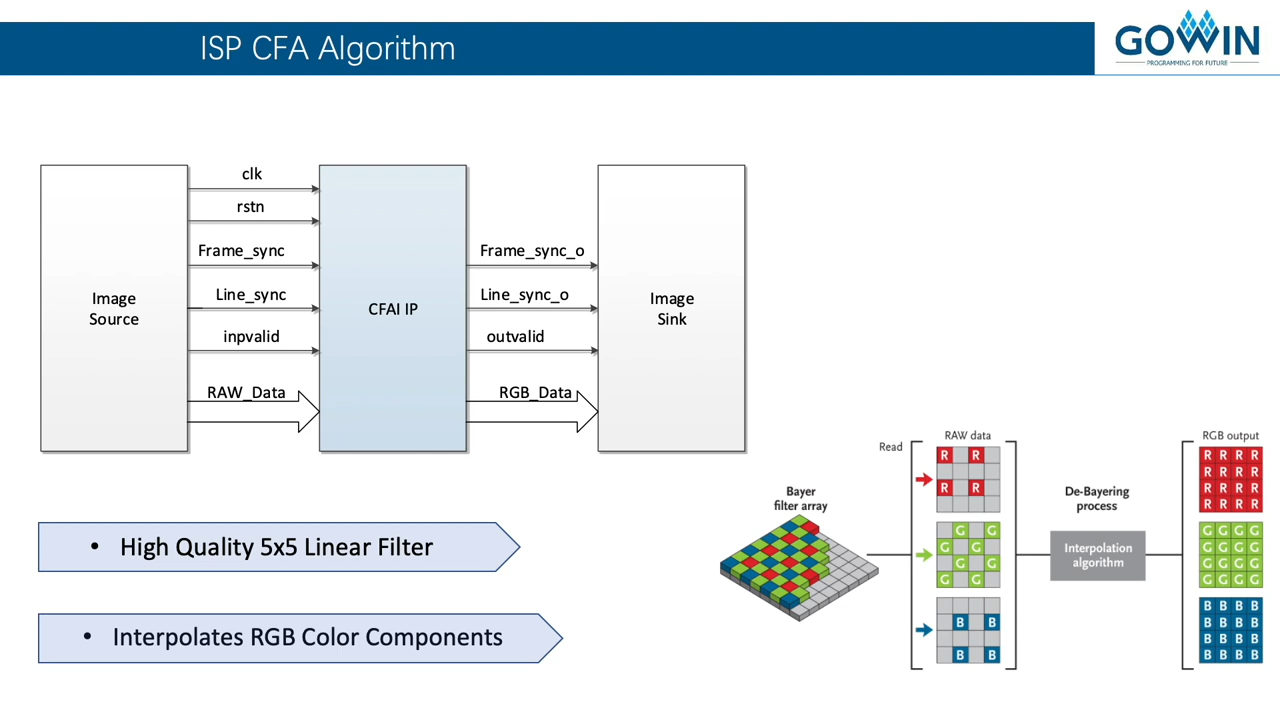 ISP CFA Algorithm
GOWIN
PROGRAMMING FOR FUTURE
clk
rstn
Frame_sync
Line_sync
inpvalid
RAW_Data
Image
Source
CFAI IP
Frame_sync_o
Line_sync_o
outvalid
RGB_Data
Image
Sink
• High Quality 5x5 Linear Filter
• Interpolates RGB Color Components
Bayer
filter array
Read
RAW data
R R
R R
G G
G G
G G
G G
B B
B B
De-Bayering
process
Interpolation
algorithm
RGB output
R R R R
R R R R
R R R R
R R R R
G G G G
G G G G
G G G G
G G G G
B B B B
B B B B
B B B B
B B B B